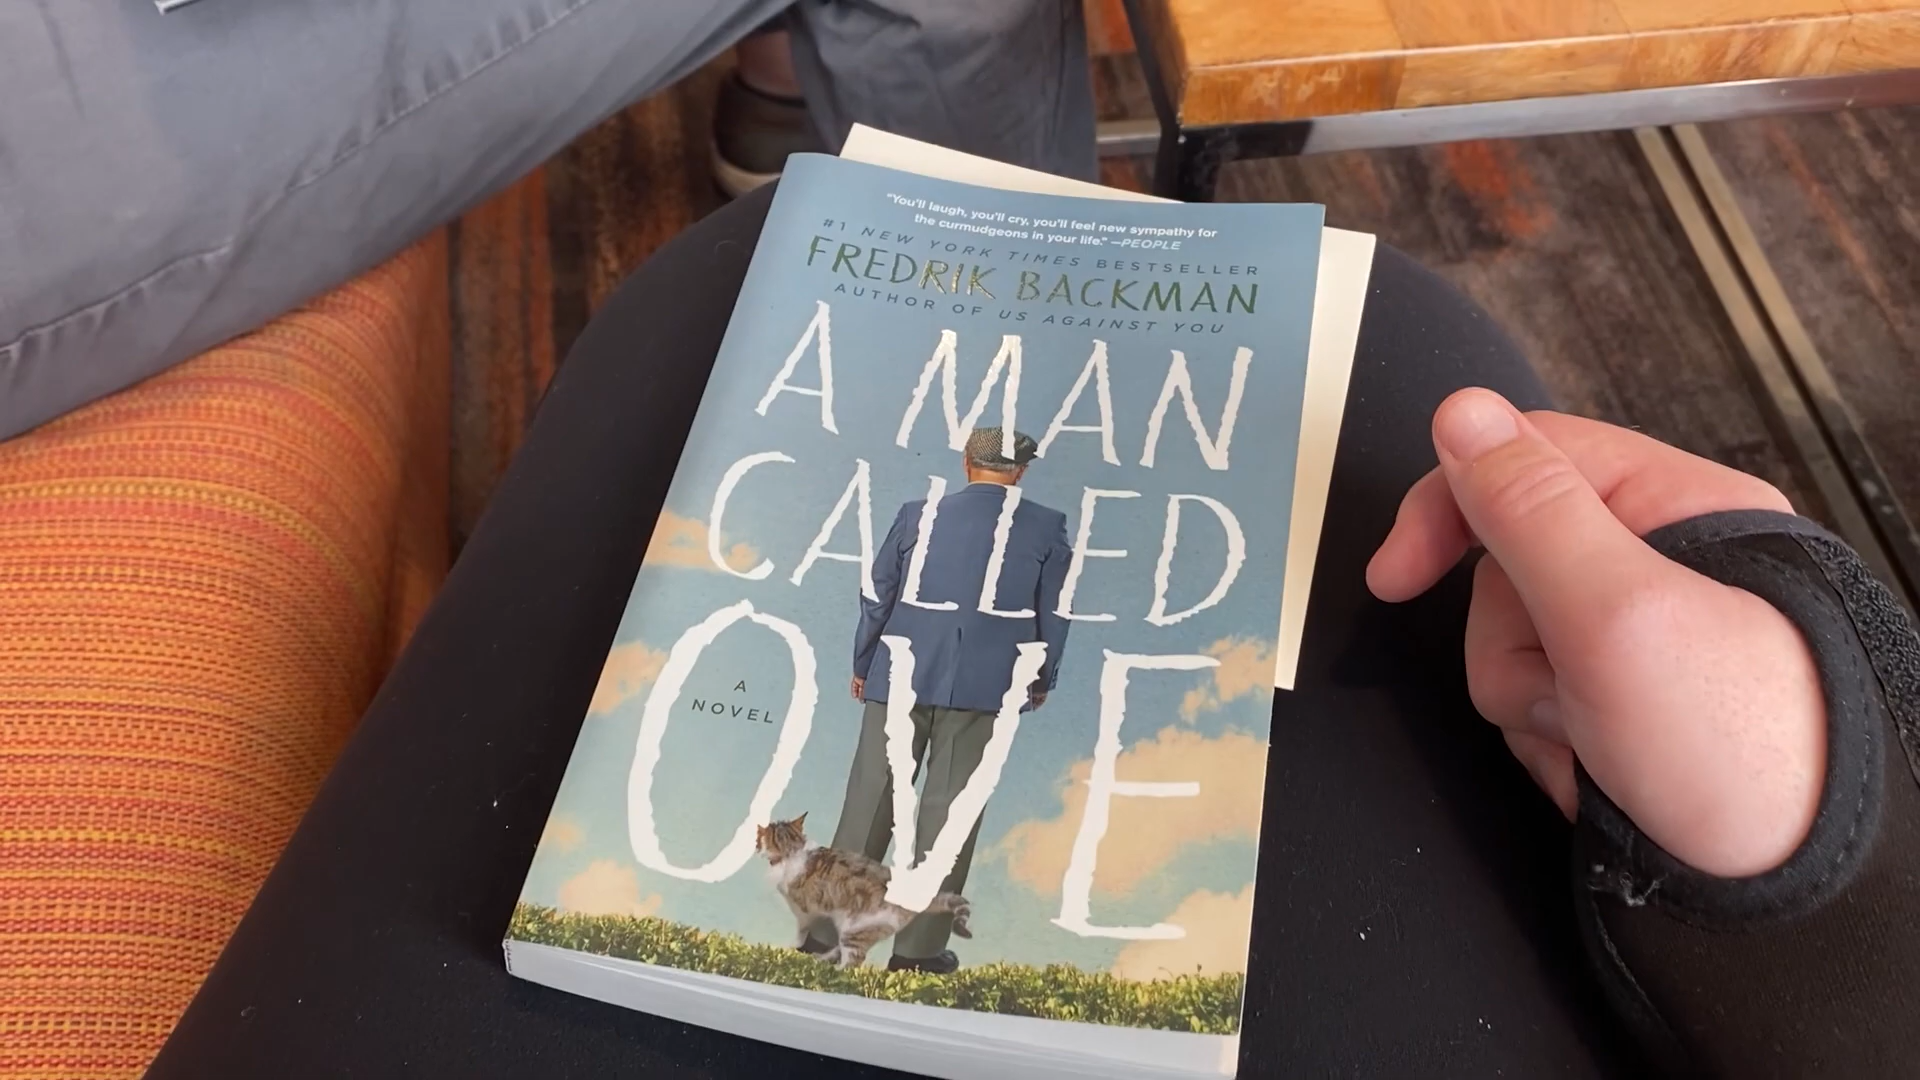 "You'll laugh, you'll cry, you'll feel new sympathy for
the curmudgeons in your life." —PEOPLE
#1 NEW YORK TIMES BESTSELLER
FREDRIK BACKMAN
AUTHOR OF US AGAINST YOU
A MAN
CALLED
OVE
A
NOVEL